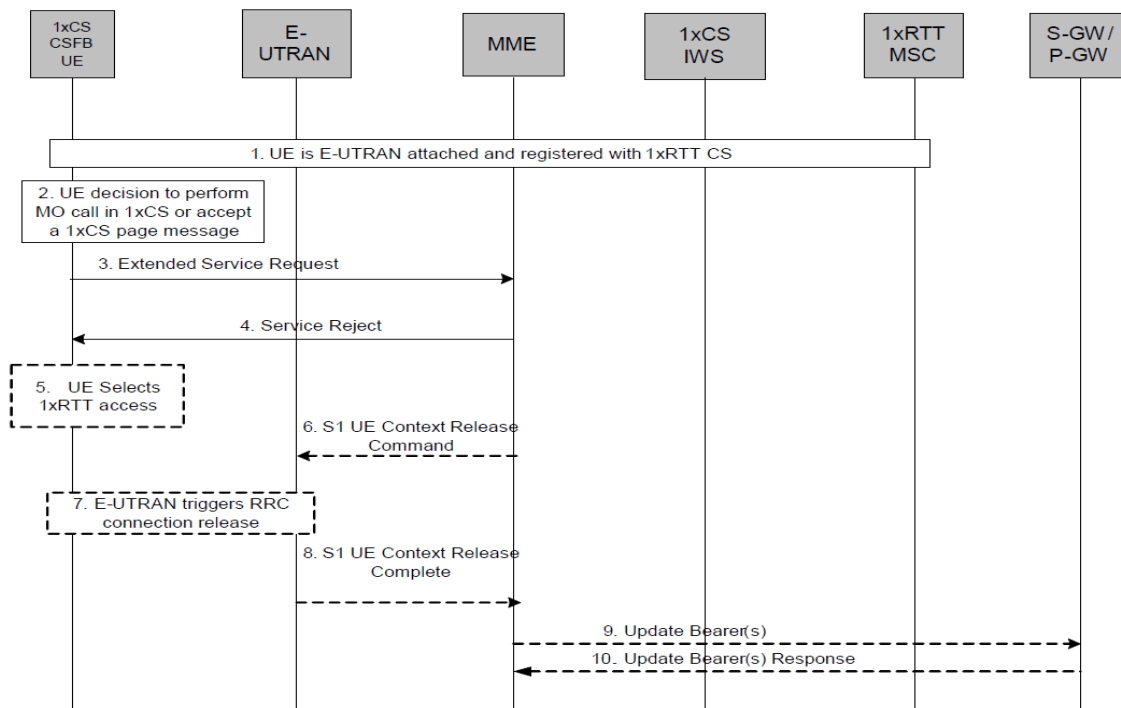 1xCS
CSFB
UE
E-
UTRAN
MME
1xCS
IWS
1xRTT
MSC
S-GW/
P-GW
1. UE is E-UTRAN attached and registered with 1xRTT CS
2. UE decision to perform
MO call in 1xCS or accept
a 1xCS page message
3. Extended Service Request
4. Service Reject
5. UE Selects
1xRTT access
6. S1 UE Context Release
Command
7. E-UTRAN triggers RRC
connection release
8. S1 UE Context Release
Complete
9. Update Bearer(s)
10. Update Bearer(s) Response